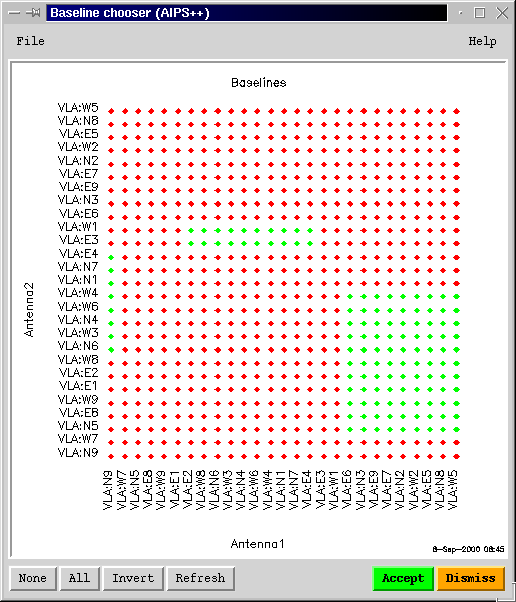 Baseline chooser (AIPS++)
File Help
Baselines
VLA:W5
VLA:N8
VLA:E5
VLA:W2
VLA:N2
VLA:E7
VLA:E9
VLA:N3
VLA:E6
VLA:W1
VLA:E3
VLA:E4
VLA:N7
VLA:N1
VLA:W4
VLA:W6
VLA:N4
VLA:W3
VLA:N6
VLA:W8
VLA:E2
VLA:E1
VLA:W9
VLA:E8
VLA:N5
VLA:W7
VLA:N9
Antenna2
VLA:N9 VLA:W7 VLA:N5 VLA:E8 VLA:W9 VLA:E1 VLA:E2 VLA:W8 VLA:N6 VLA:W3 VLA:N4 VLA:W6 VLA:W4 VLA:N1 VLA:N7 VLA:E4 VLA:E3 VLA:W1 VLA:E6 VLA:N3 VLA:E9 VLA:E7 VLA:N2 VLA:W2 VLA:E5 VLA:N8 VLA:W5
Antenna1
8-Sep-2000 08:45
None All Invert Refresh Accept Dismiss